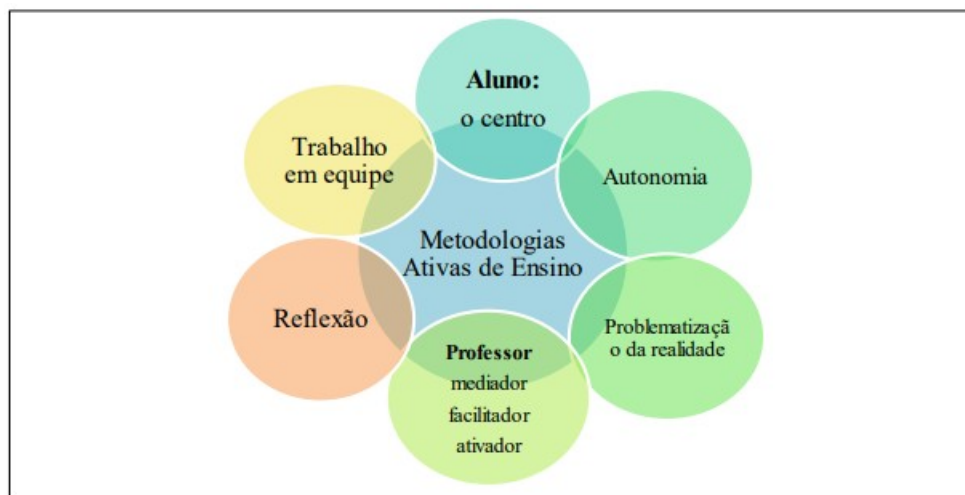 Aluno:
o centro
Trabalho
em equipe
Autonomia
Metodologias
Ativas de Ensino
Reflexão
Problematizaçã
o da realidade
Professor
mediador
facilitador
ativador